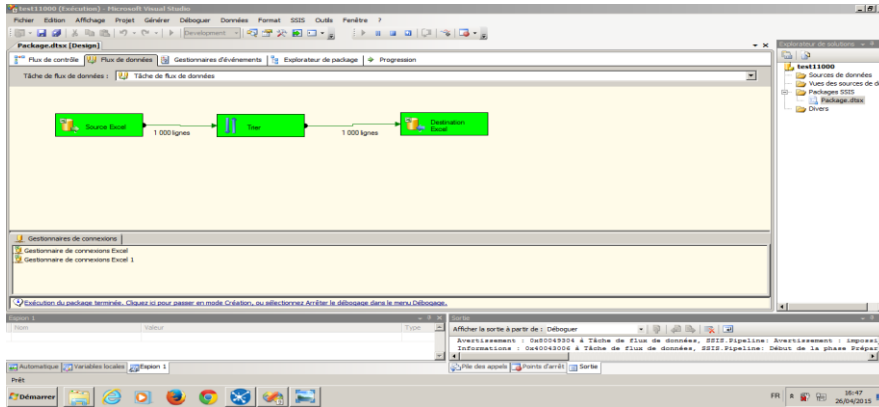 test11000 (Exécution) - Microsoft Visual Studio
Fichier Edition Affichage Projet Générer Déboguer Données Format SSIS Outils Fenêtre ?
Development
Package.dtsx [Design]
Explorateur de solutions
Flux de contrôle Flux de données Gestionnaires d'événements Explorateur de package Progression
Tâche de flux de données : Tâche de flux de données
test11000
Sources de données
Vues des sources de d
Packages SSIS
Package.dtsx
Divers
Source Excel
1 000 lignes
Trier
1 000 lignes
Destination
Excel
Gestionnaires de connexions
Gestionnaire de connexions Excel
Gestionnaire de connexions Excel 1
Exécution du package terminée. Cliquez ici pour passer en mode Création, ou sélectionnez Arrêter le débogage dans le menu Débogage.
Espion 1
Nom Valeur Type
Sortie
Afficher la sortie à partir de : Déboguer
Avertissement : 0x80049304 à Tâche de flux de données, SSIS.Pipeline: Avertissement : impossi
Informations : 0x40043006 à Tâche de flux de données, SSIS.Pipeline: Début de la phase Prépar
Automatique Variables locales Espion 1
Pile des appels Points d'arrêt Sortie
Prêt
Démarrer
FR
16:47
26/04/2015